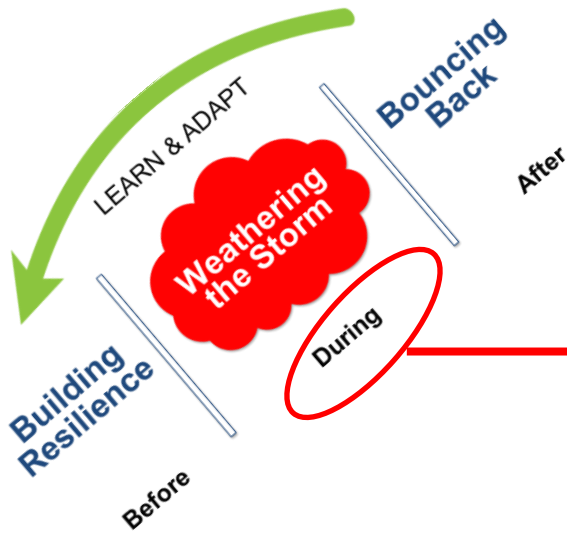 Bouncing
Back
After
LEARN & ADAPT
Weathering
the Storm
During
Building
Resilience
Before